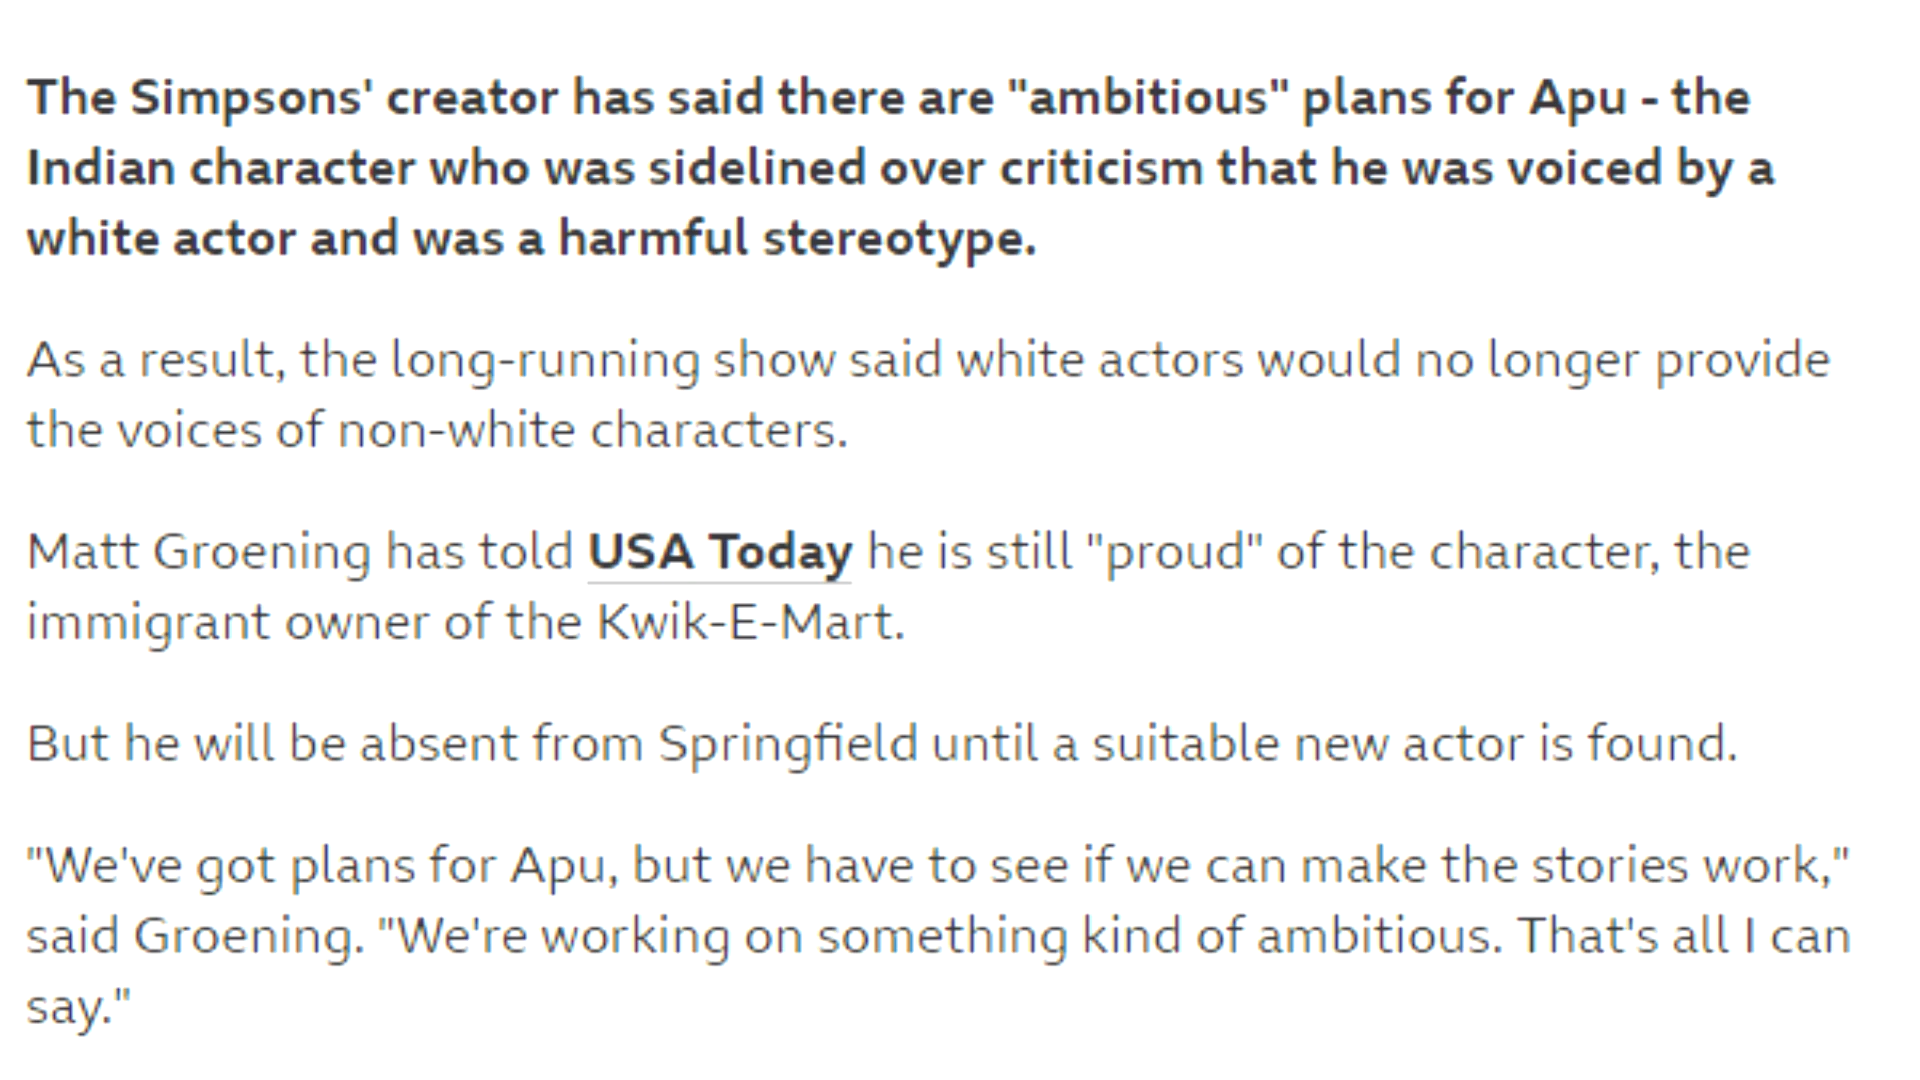 The Simpsons' creator has said there are "ambitious" plans for Apu - the
Indian character who was sidelined over criticism that he was voiced by a
white actor and was a harmful stereotype.
As a result, the long-running show said white actors would no longer provide
the voices of non-white characters.
Matt Groening has told USA Today he is still "proud" of the character, the
immigrant owner of the Kwik-E-Mart.
But he will be absent from Springfield until a suitable new actor is found.
"We've got plans for Apu, but we have to see if we can make the stories work,"
said Groening. "We're working on something kind of ambitious. That's all I can
say."